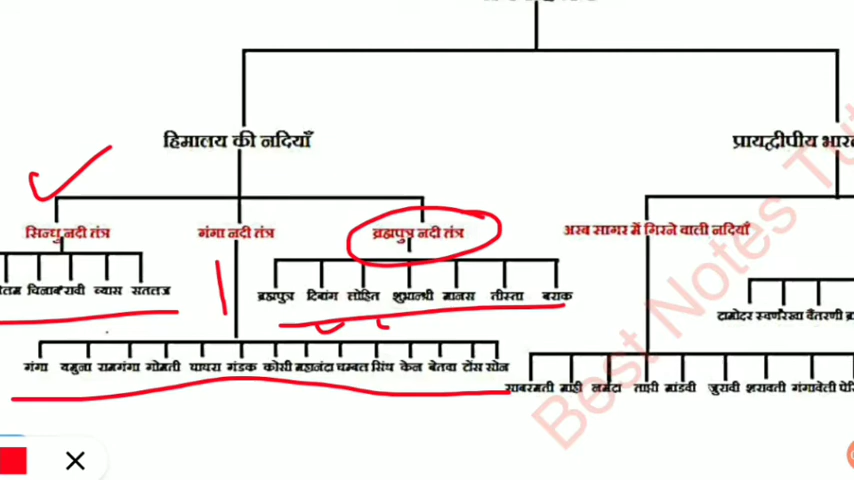 हिमालय की नदियाँ
प्रायद्वीपीय
सिन्धु नदी तंत्र
गंगा नदी तंत्र
ब्रह्मपुत्र नदी तंत्र
अरब सागर में गिरने वाली नदियाँ
चिनाब रावी व्यास सतलज
ब्रह्मपुत्र दिबांग लोहित मानस तीस्ता बराक
दामोदर स्वर्णरेखा वैतरणी
गंगा यमुना रामगंगा गोमती घाघरा गंडक कोसी महानंदा चम्बल सिंध केन बेतवा टोंस सोन
साबरमती माही नर्मदा ताप्ती मांडवी जुरावी शरावती गंगावेली
Best Notes